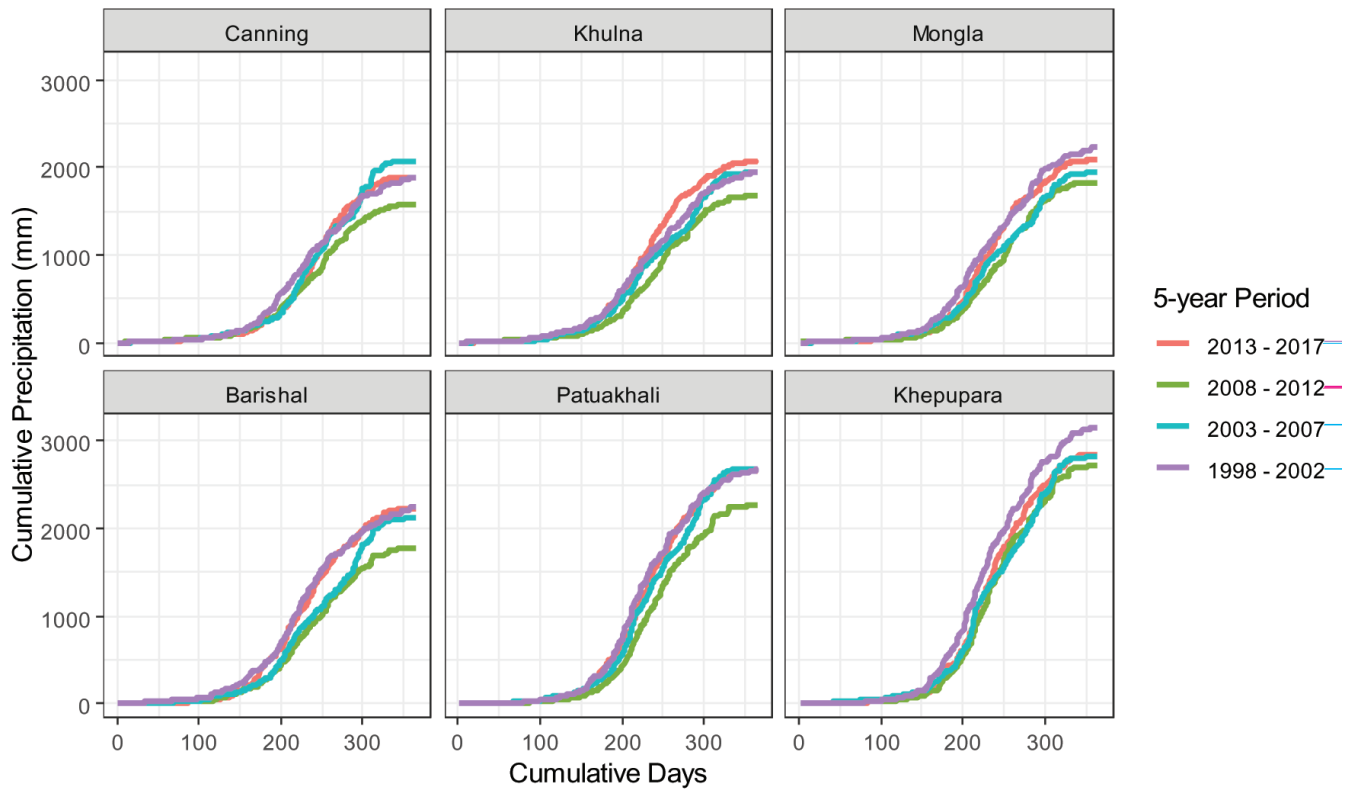 Canning
Khulna
Mongla
3000
2000
1000
0
Barishal
Patuakhali
Khepupara
3000
2000
1000
0
0 100 200 300
0 100 200 300
0 100 200 300
Cumulative Precipitation (mm)
Cumulative Days
5-year Period
2013 - 2017
2008 - 2012
2003 - 2007
1998 - 2002